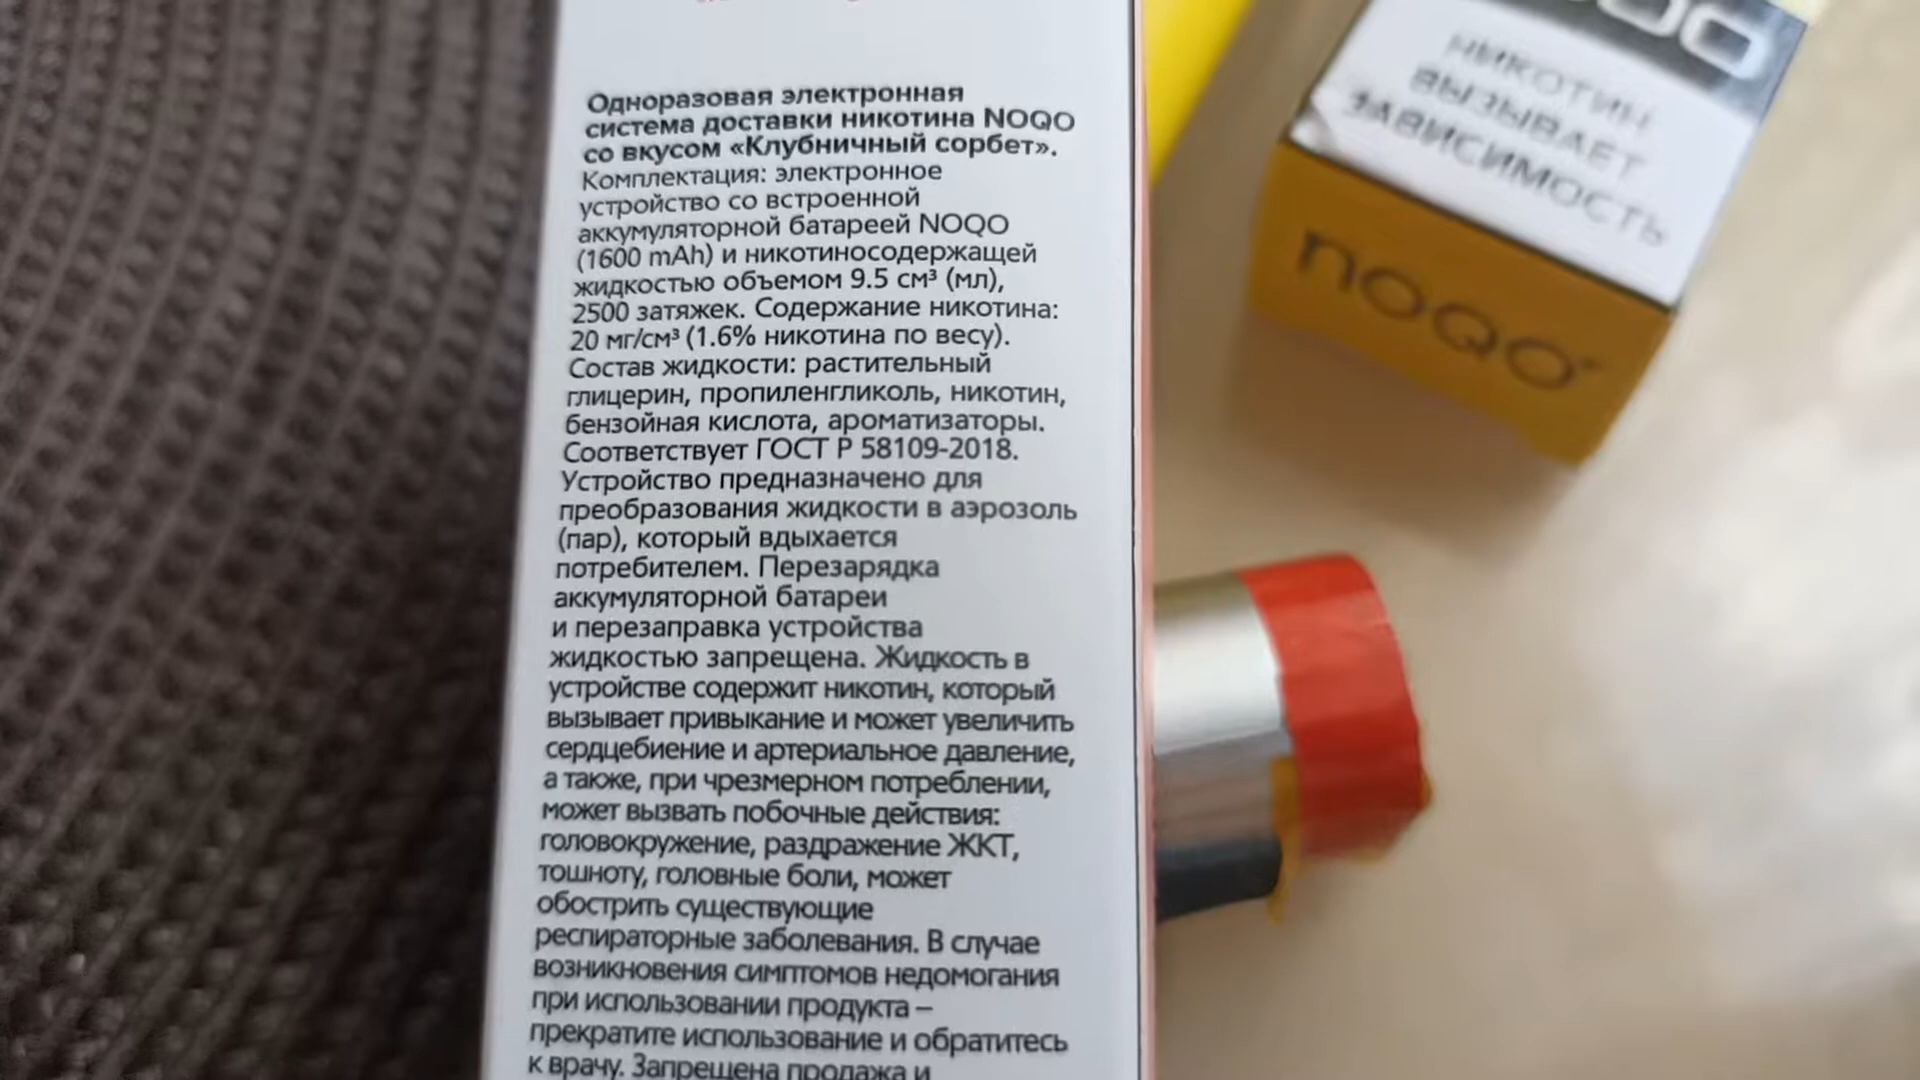 Одноразовая электронная
система доставки никотина NOQO
со вкусом «Клубничный сорбет».
Комплектация: электронное
устройство со встроенной
аккумуляторной батареей NOQO
(1600 mAh) и никотиносодержащей
жидкостью объемом 9.5 см³ (мл),
2500 затяжек. Содержание никотина:
20 мг/см³ (1.6% никотина по весу).
Состав жидкости: растительный
глицерин, пропиленгликоль, никотин,
бензойная кислота, ароматизаторы.
Соответствует ГОСТ Р 58109-2018.
Устройство предназначено для
преобразования жидкости в аэрозоль
(пар), который вдыхается
потребителем. Перезарядка
аккумуляторной батареи
и перезаправка устройства
жидкостью запрещена. Жидкость в
устройстве содержит никотин, который
вызывает привыкание и может увеличить
сердцебиение и артериальное давление,
а также, при чрезмерном потреблении,
может вызвать побочные действия:
головокружение, раздражение ЖКТ,
тошноту, головные боли, может
обострить существующие
респираторные заболевания. В случае
возникновения симптомов недомогания
при использовании продукта –
прекратите использование и обратитесь
к врачу. Запрещена продажа и
НИКОТИН
ВЫЗЫВАЕТ
ЗАВИСИМОСТЬ
noqo